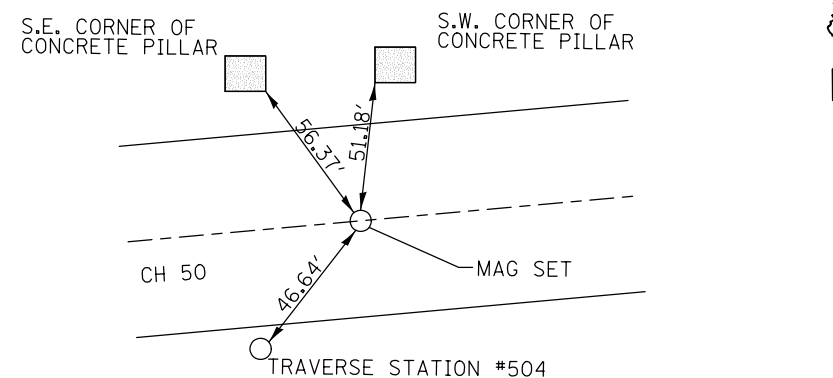 S.E. CORNER OF
CONCRETE PILLAR
S.W. CORNER OF
CONCRETE PILLAR
56.37'
51.18'
46.64'
CH 50
MAG SET
TRAVERSE STATION #504